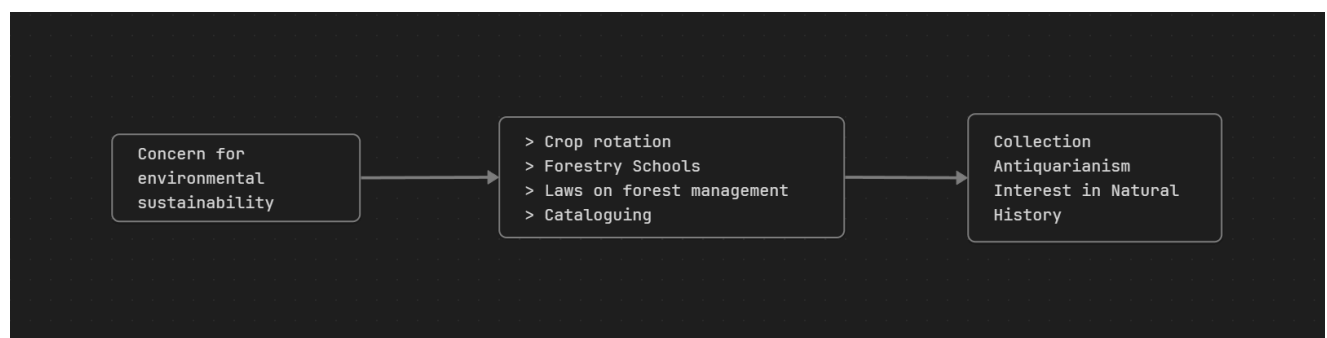 Concern for
environmental
sustainability
> Crop rotation
> Forestry Schools
> Laws on forest management
> Cataloguing
Collection
Antiquarianism
Interest in Natural
History